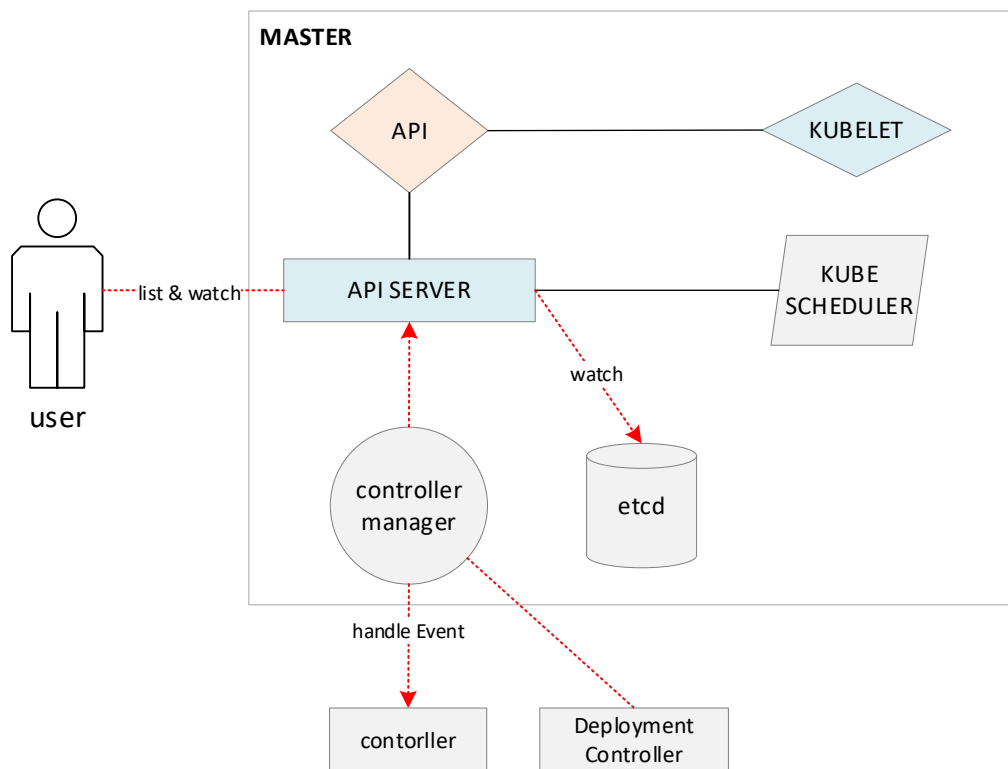 MASTER
API
KUBELET
list & watch
API SERVER
KUBE
SCHEDULER
watch
user
controller
manager
etcd
handle Event
contorller
Deployment
Controller